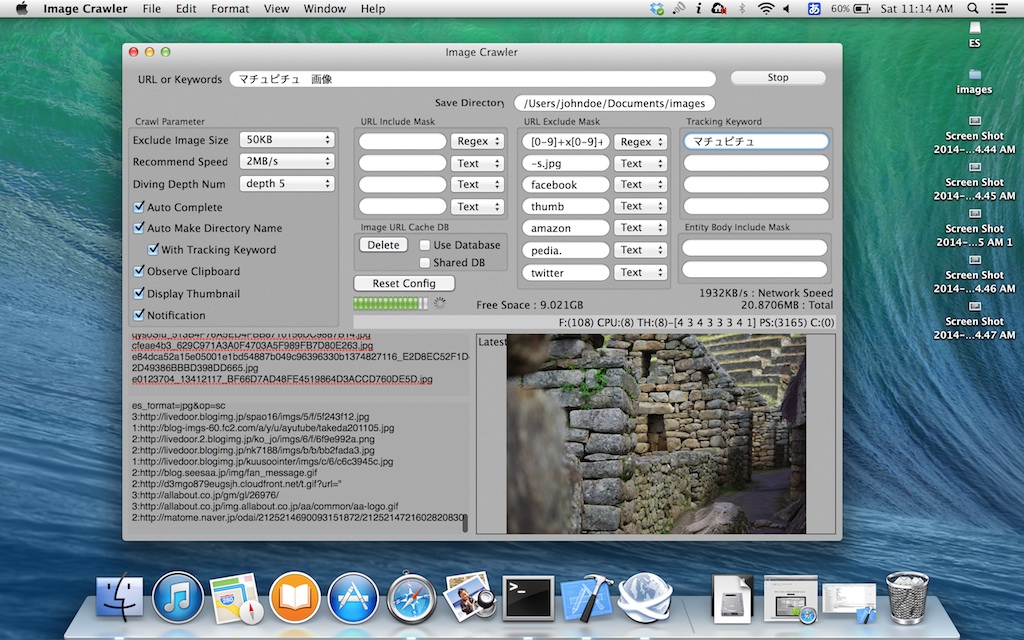 Image Crawler File Edit Format View Window Help 60% Sat 11:14 AM
Image Crawler
URL or Keywords マチュピチュ 画像 Stop
Save Directory /Users/johndoe/Documents/images
Crawl Parameter
Exclude Image Size 50KB
Recommend Speed 2MB/s
Diving Depth Num depth 5
Auto Complete
Auto Make Directory Name
With Tracking Keyword
Observe Clipboard
Display Thumbnail
Notification
URL Include Mask
Regex
Text
Text
Text
Image URL Cache DB
Delete Use Database
Shared DB
Reset Config
URL Exclude Mask
[0-9]+x[0-9]+ Regex
-s.jpg Text
facebook Text
thumb Text
amazon Text
pedia. Text
twitter Text
Tracking Keyword
マチュピチュ
Entity Body Include Mask
Free Space : 9.021GB
1932KB/s : Network Speed
20.8706MB : Total
F:(108) CPU:(8) TH:(8)-[4 3 4 3 3 3 4 1] PS:(3165) C:(0)
cfeae4b3_629C971A3A0F4703A5F989FB7D80E263.jpg
e84dca52a15e05001e1bd54887b049c96396330b1374827116_E2D8EC52F1D
2D49386BBBD398DD665.jpg
e0123704_13412117_BF66D7AD48FE4519864D3ACCD760DE5D.jpg
es_format=jpg&op=sc
3:http://livedoor.blogimg.jp/spao16/imgs/5/f/5f243f12.jpg
1:http://blog-imgs-60.fc2.com/a/y/u/ayutube/takeda201105.jpg
2:http://livedoor.2.blogimg.jp/ko_jo/imgs/6/f/6f9e992a.png
2:http://livedoor.blogimg.jp/nk7188/imgs/b/b/bb2fada3.jpg
1:http://livedoor.blogimg.jp/kuusoointer/imgs/c/6/c6c3945c.jpg
2:http://blog.seesaa.jp/img/fan_message.gif
2:http://d3mgo879eugsjh.cloudfront.net/t.gif?url="
3:http://allabout.co.jp/gm/gl/26976/
3:http://allabout.co.jp/img.allabout.co.jp/aa/common/aa-logo.gif
2:http://matome.naver.jp/odai/2125214690093151872/2125214721602820830
Latest
ES
images
Screen Shot
2014-...4.44 AM
Screen Shot
2014-...4.45 AM
Screen Shot
2014-...5 AM 1
Screen Shot
2014-...4.46 AM
Screen Shot
2014-...4.47 AM